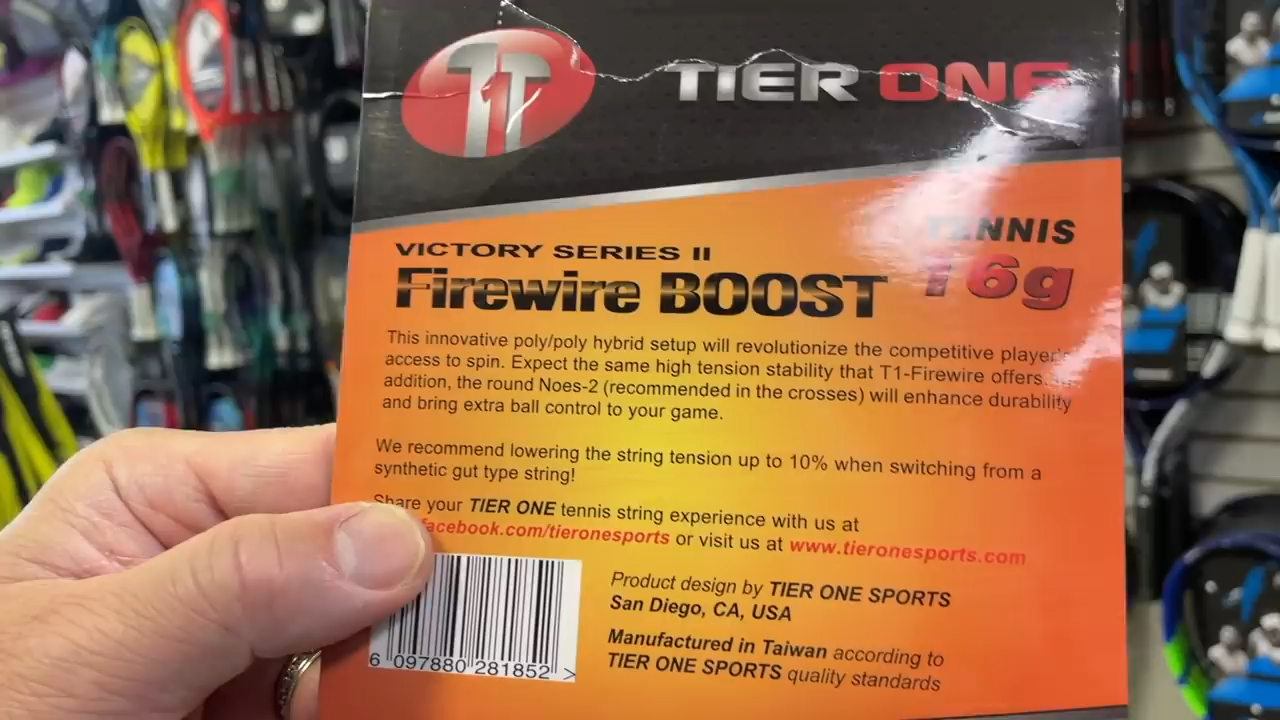 TIER ONE
VICTORY SERIES II
TENNIS
Firewire BOOST
16g
This innovative poly/poly hybrid setup will revolutionize the competitive player's
access to spin. Expect the same high tension stability that T1-Firewire offers.
addition, the round Noes-2 (recommended in the crosses) will enhance durability
and bring extra ball control to your game.
We recommend lowering the string tension up to 10% when switching from a
synthetic gut type string!
Share your TIER ONE tennis string experience with us at
facebook.com/tieronesports or visit us at www.tieronesports.com
Product design by TIER ONE SPORTS
San Diego, CA, USA
Manufactured in Taiwan according to
TIER ONE SPORTS quality standards
6 097880 281852 >